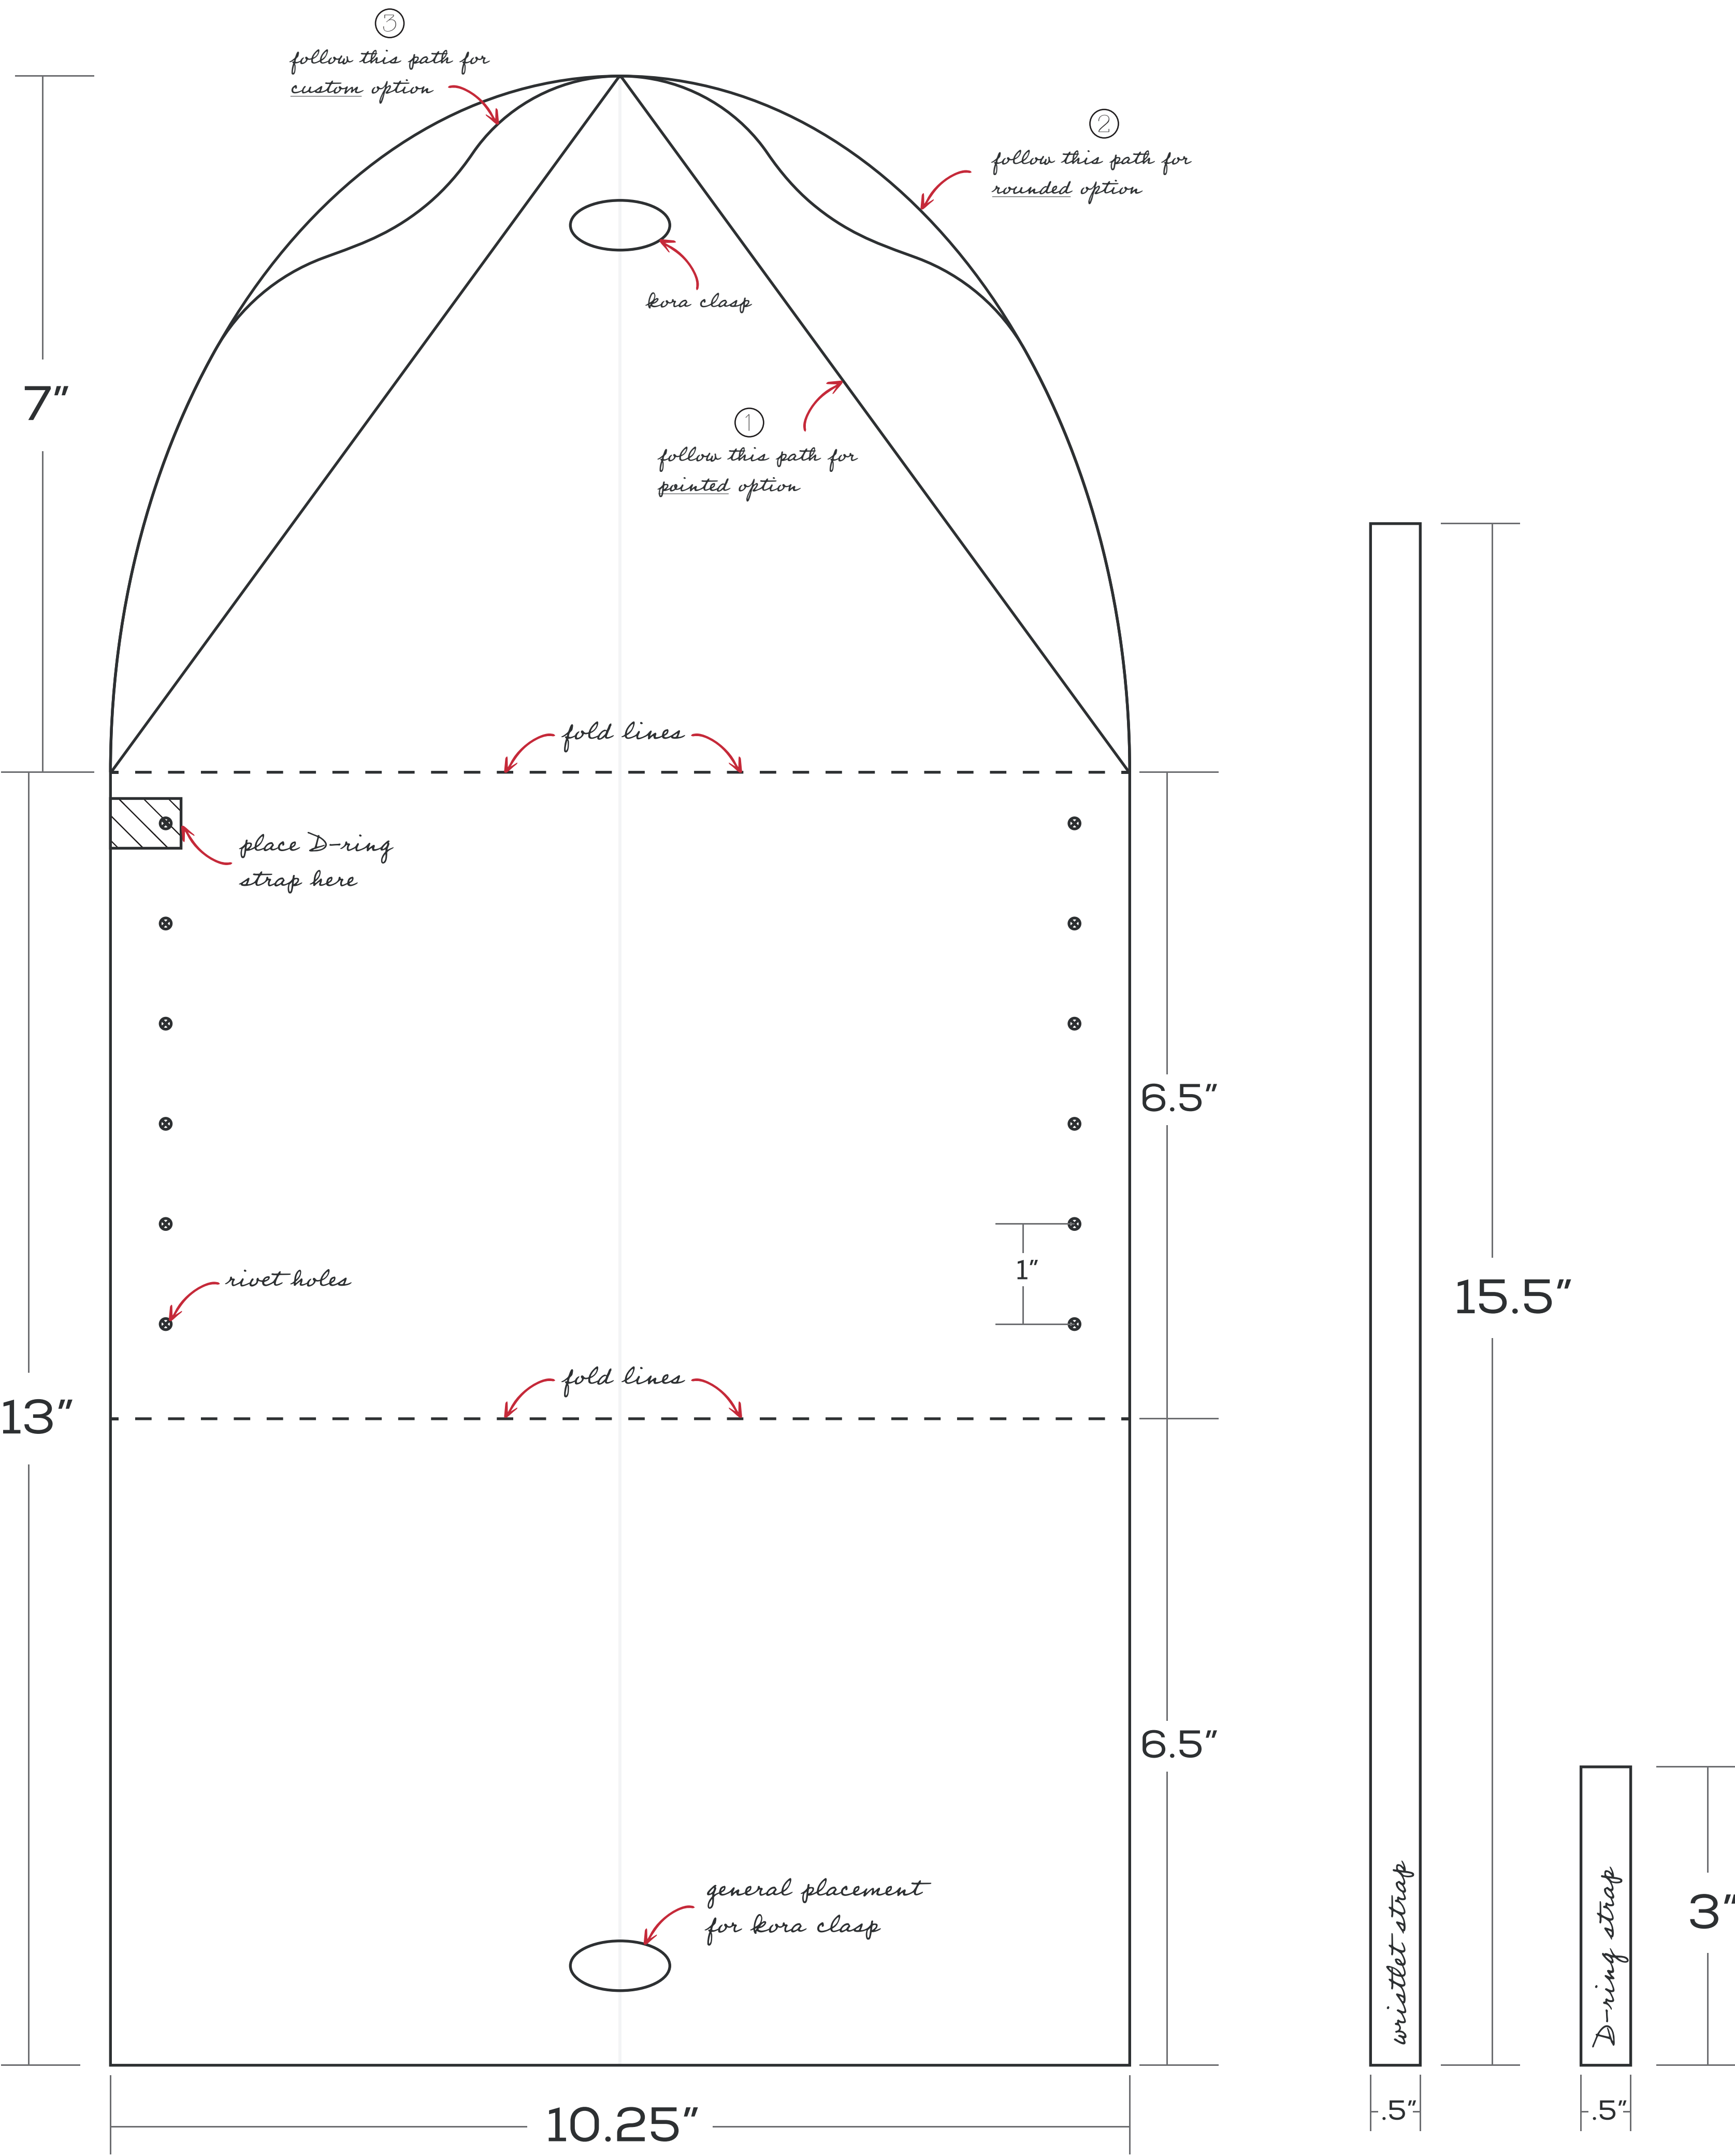 3
follow this path for
custom option
2
follow this path for
rounded option
kora clasp
7"
1
follow this path for
pointed option
fold lines
place D-ring
strap here
6.5"
rivet holes
1"
15.5"
fold lines
13"
6.5"
general placement
for kora clasp
wristlet strap
D-ring strap
3"
10.25"
.5"
.5"